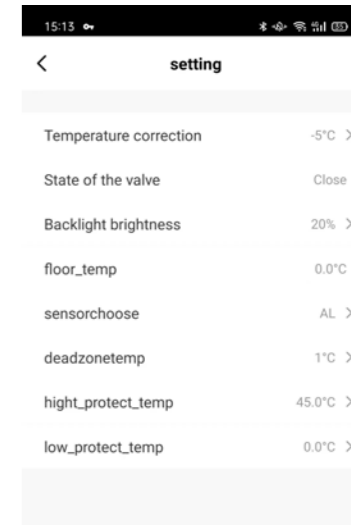 15:13
setting
Temperature correction -5°C
State of the valve Close
Backlight brightness 20%
floor_temp 0.0°C
sensorchoose AL
deadzonetemp 1°C
hight_protect_temp 45.0°C
low_protect_temp 0.0°C